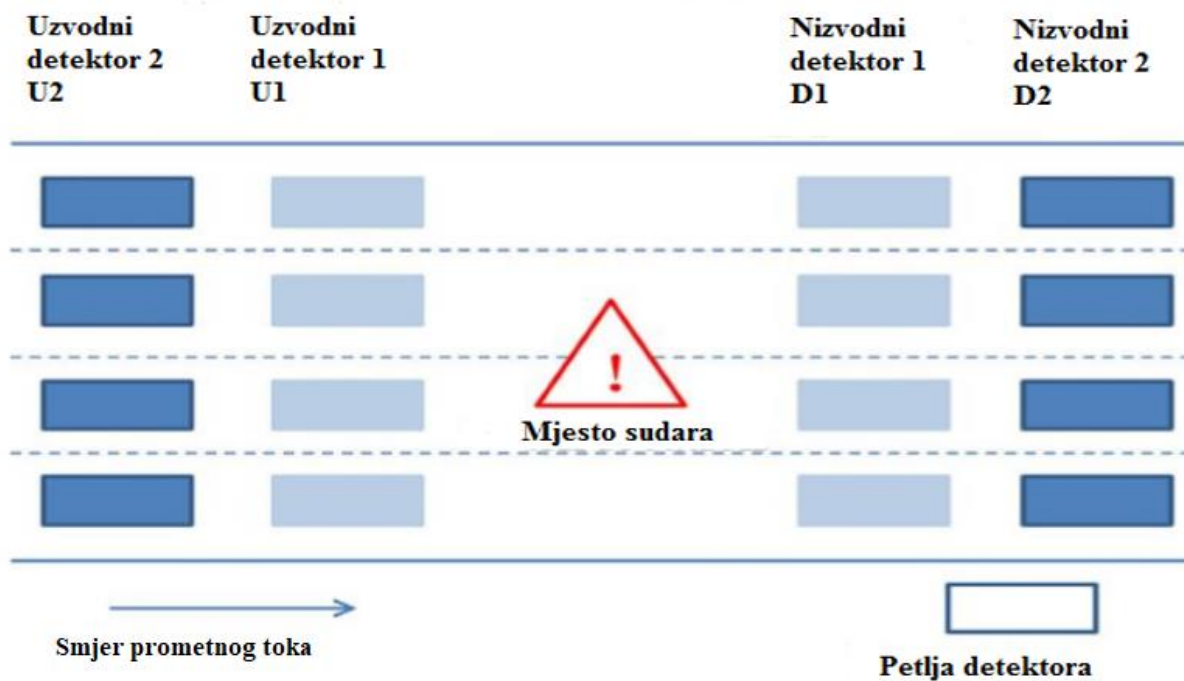 Uzvodni
detektor 2
U2
Uzvodni
detektor 1
U1
Nizvodni
detektor 1
D1
Nizvodni
detektor 2
D2
!
Mjesto sudara
Smjer prometnog toka
Petlja detektora